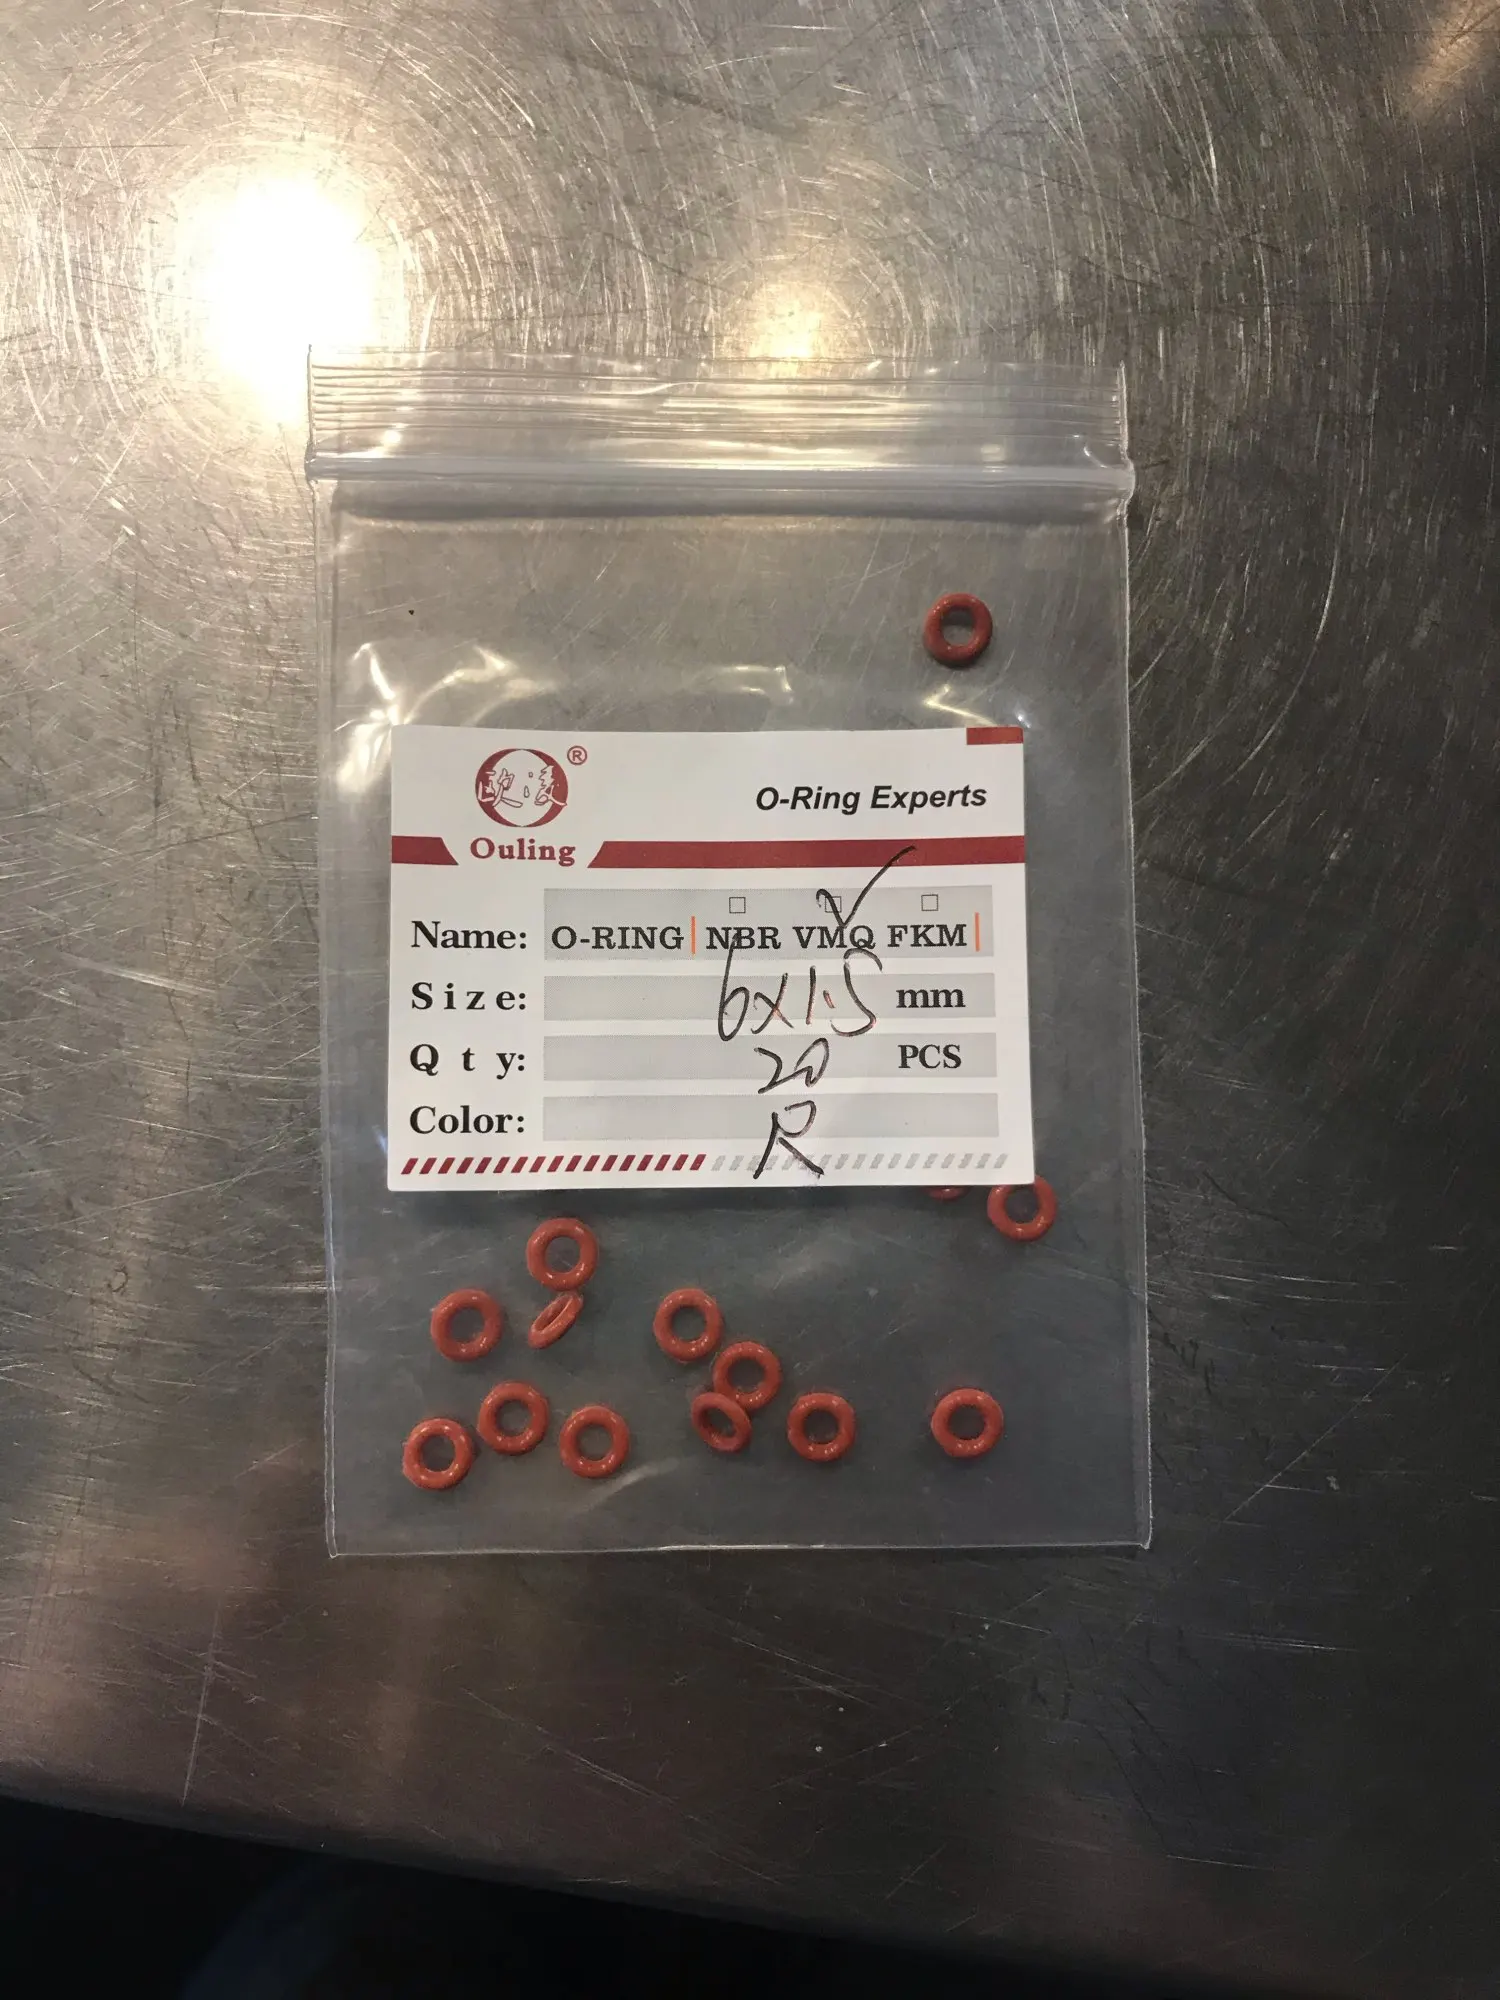 ®
O-Ring Experts
Ouling
Name: O-RING | NBR VMQ FKM |
Size: 6x1.5 mm
Qty: 20 PCS
Color: R